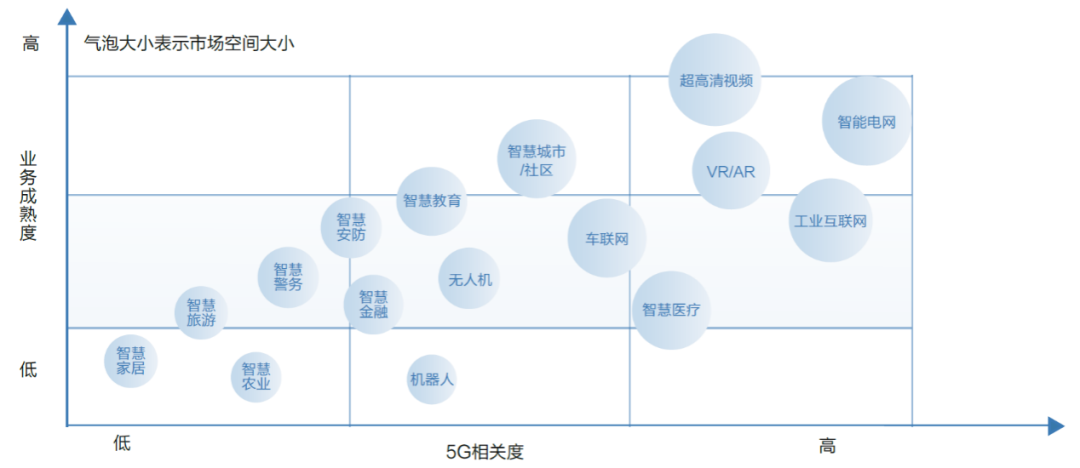 高
气泡大小表示市场空间大小
超高清视频
智能电网
智慧城市
/社区
VR/AR
业务成熟度
智慧教育
智慧
安防
工业互联网
车联网
智慧
警务
无人机
智慧
金融
智慧
旅游
智慧医疗
智慧
家居
低
智慧
农业
机器人
低
5G相关度
高